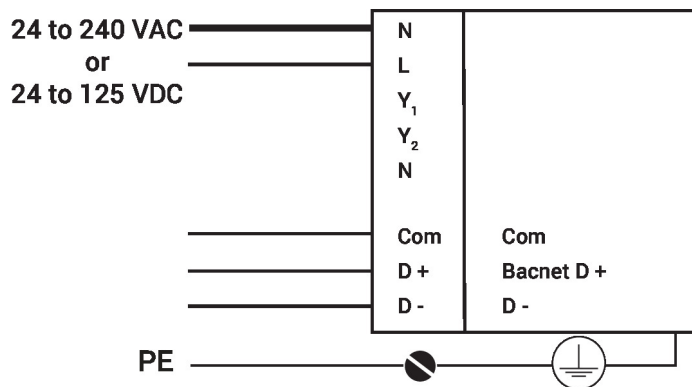 24 to 240 VAC
or
24 to 125 VDC
N
L
Y1
Y2
N
Com Com
D + Bacnet D +
D - D -
PE